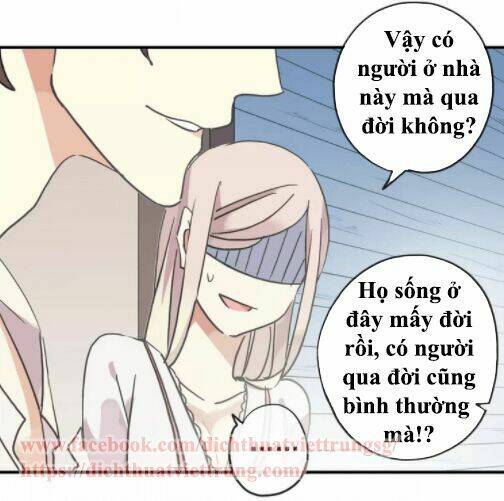 Vậy có
người ở nhà
này mà qua
đời không?
Họ sống ở
đây mấy đời
rồi, có người
qua đời cũng
bình thường
mà!?
........
www.facebook.com/dichthuatviettrungsg/
https://dichthuatviettrung.com/